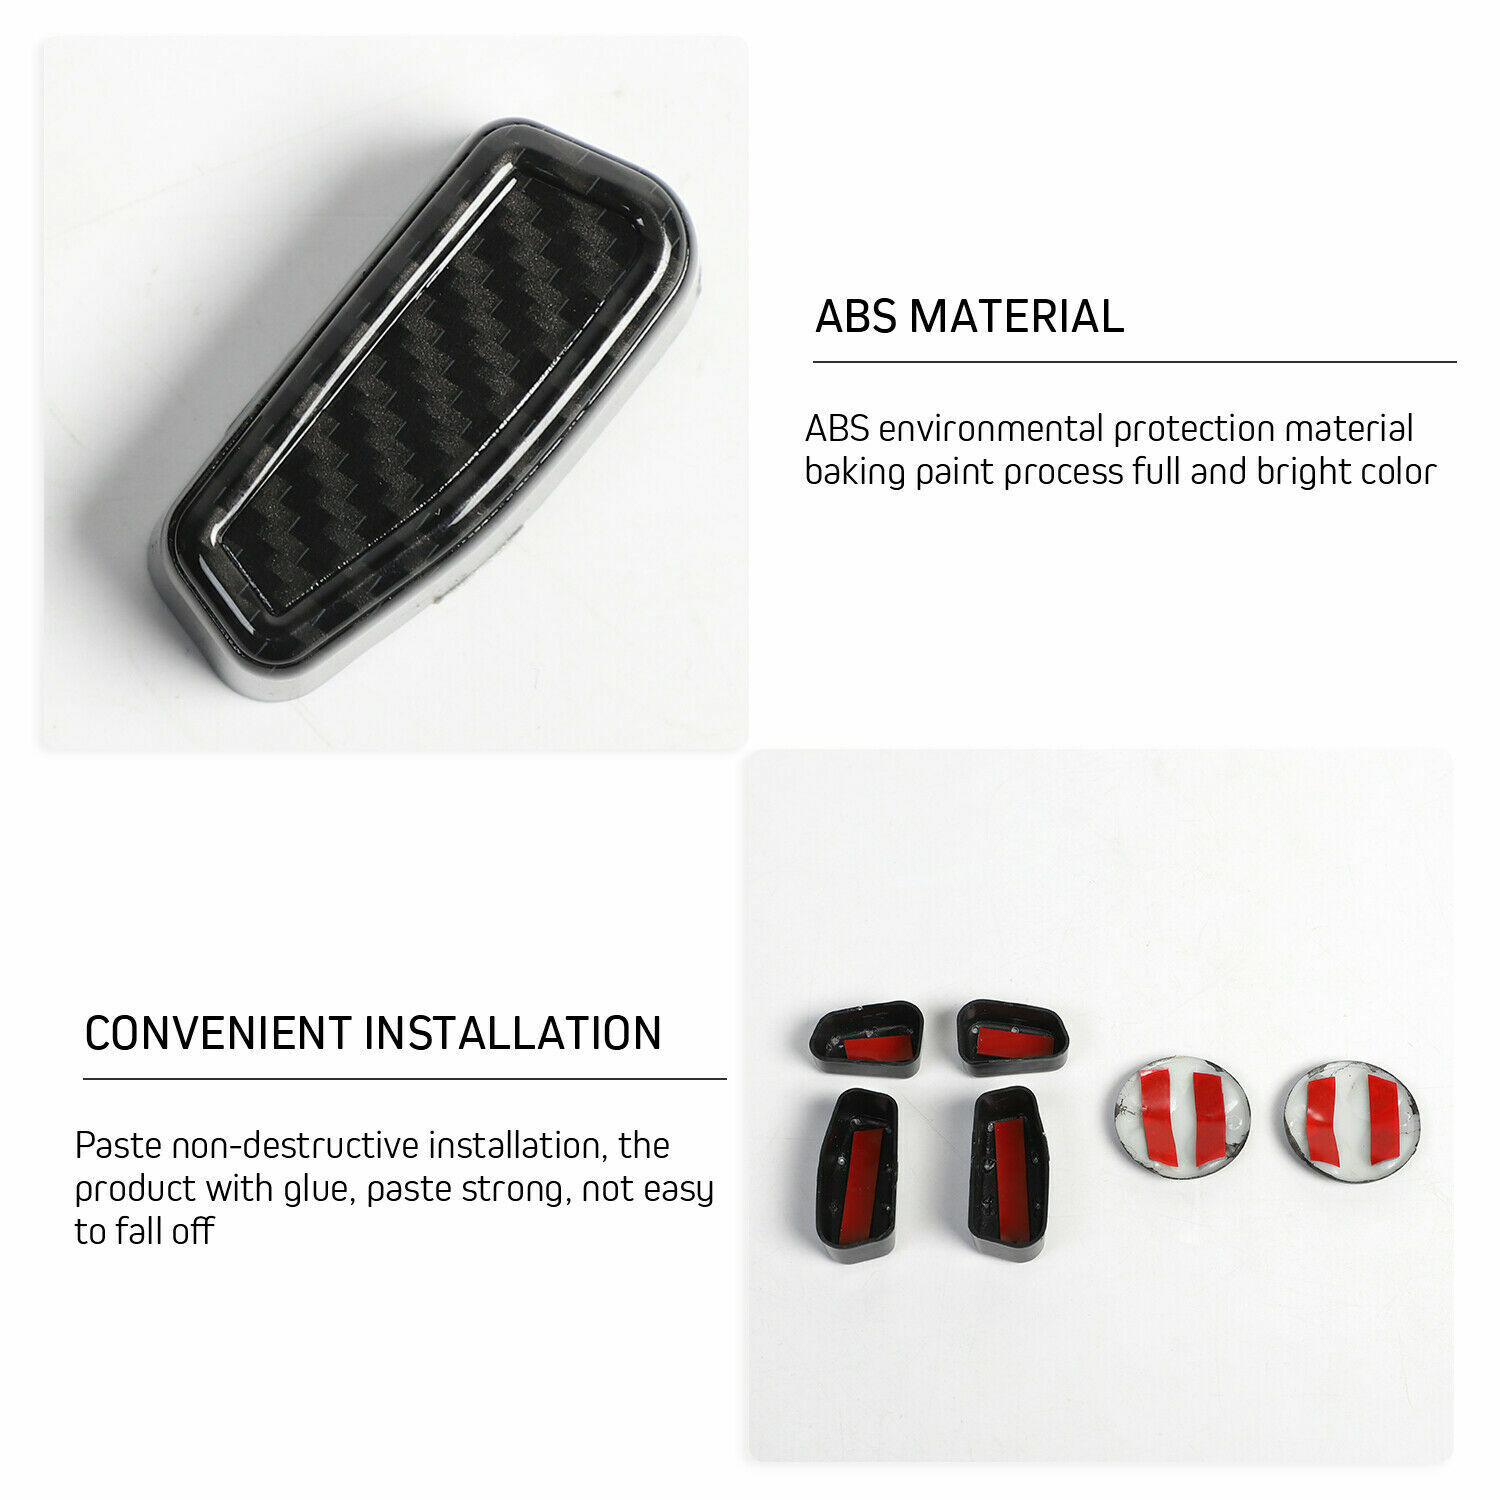 ABS MATERIAL
ABS environmental protection material
baking paint process full and bright color
CONVENIENT INSTALLATION
Paste non-destructive installation, the
product with glue, paste strong, not easy
to fall off